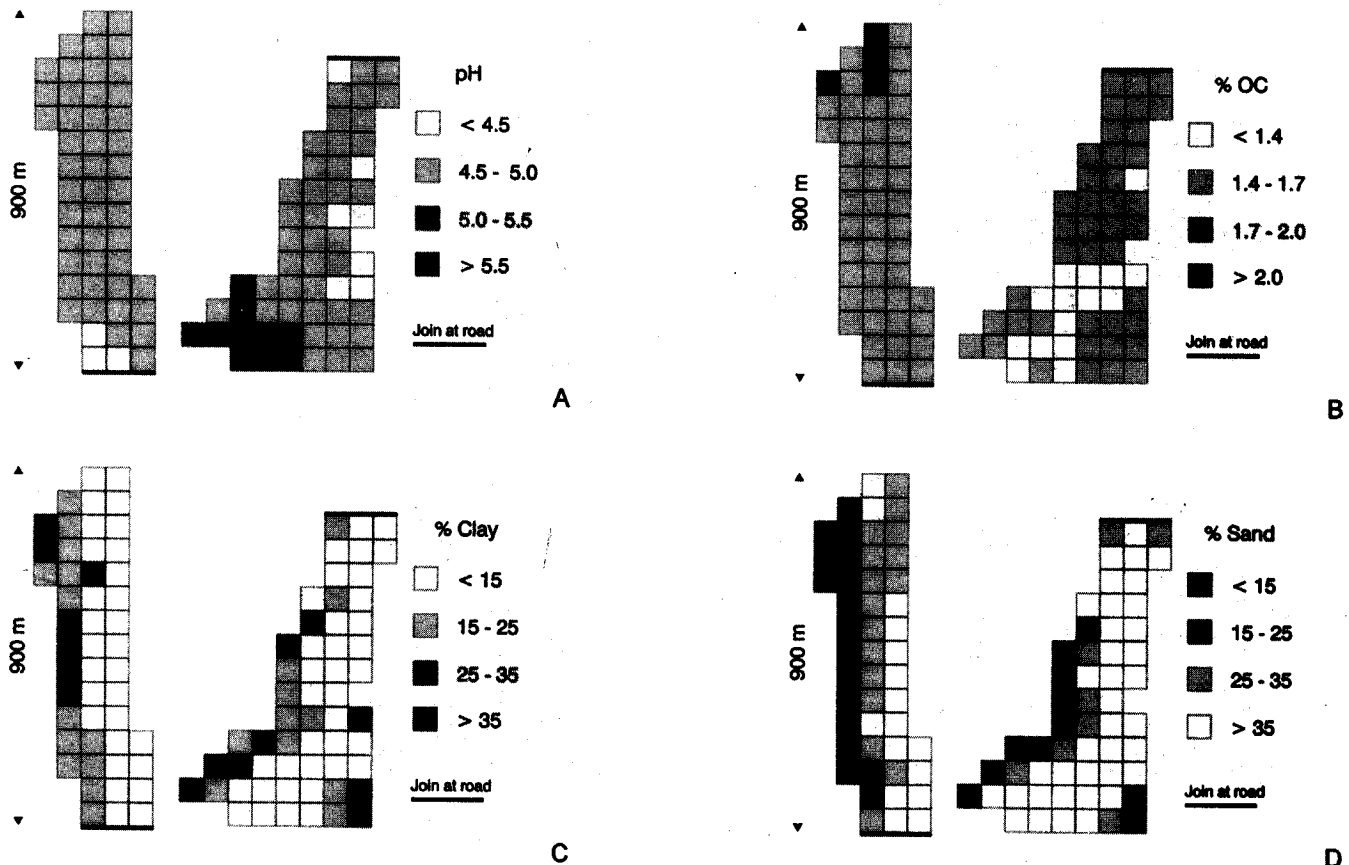 900 m
pH
< 4.5
4.5 - 5.0
5.0 - 5.5
> 5.5
Join at road
A
900 m
% OC
< 1.4
1.4 - 1.7
1.7 - 2.0
> 2.0
Join at road
B
900 m
% Clay
< 15
15 - 25
25 - 35
> 35
Join at road
C
900 m
% Sand
< 15
15 - 25
25 - 35
> 35
Join at road
D